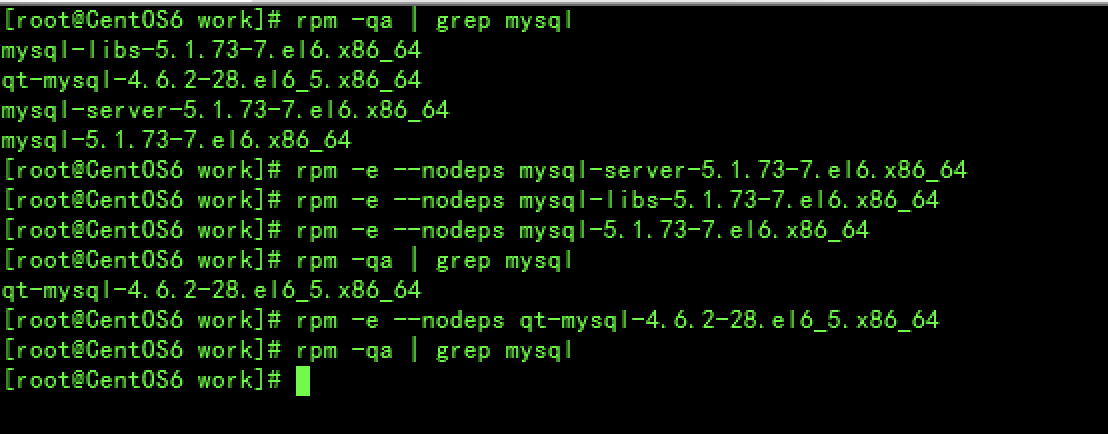 [root@CentOS6 work]# rpm -qa | grep mysql
mysql-libs-5.1.73-7.el6.x86_64
qt-mysql-4.6.2-28.el6_5.x86_64
mysql-server-5.1.73-7.el6.x86_64
mysql-5.1.73-7.el6.x86_64
[root@CentOS6 work]# rpm -e --nodeps mysql-server-5.1.73-7.el6.x86_64
[root@CentOS6 work]# rpm -e --nodeps mysql-libs-5.1.73-7.el6.x86_64
[root@CentOS6 work]# rpm -e --nodeps mysql-5.1.73-7.el6.x86_64
[root@CentOS6 work]# rpm -qa | grep mysql
qt-mysql-4.6.2-28.el6_5.x86_64
[root@CentOS6 work]# rpm -e --nodeps qt-mysql-4.6.2-28.el6_5.x86_64
[root@CentOS6 work]# rpm -qa | grep mysql
[root@CentOS6 work]#